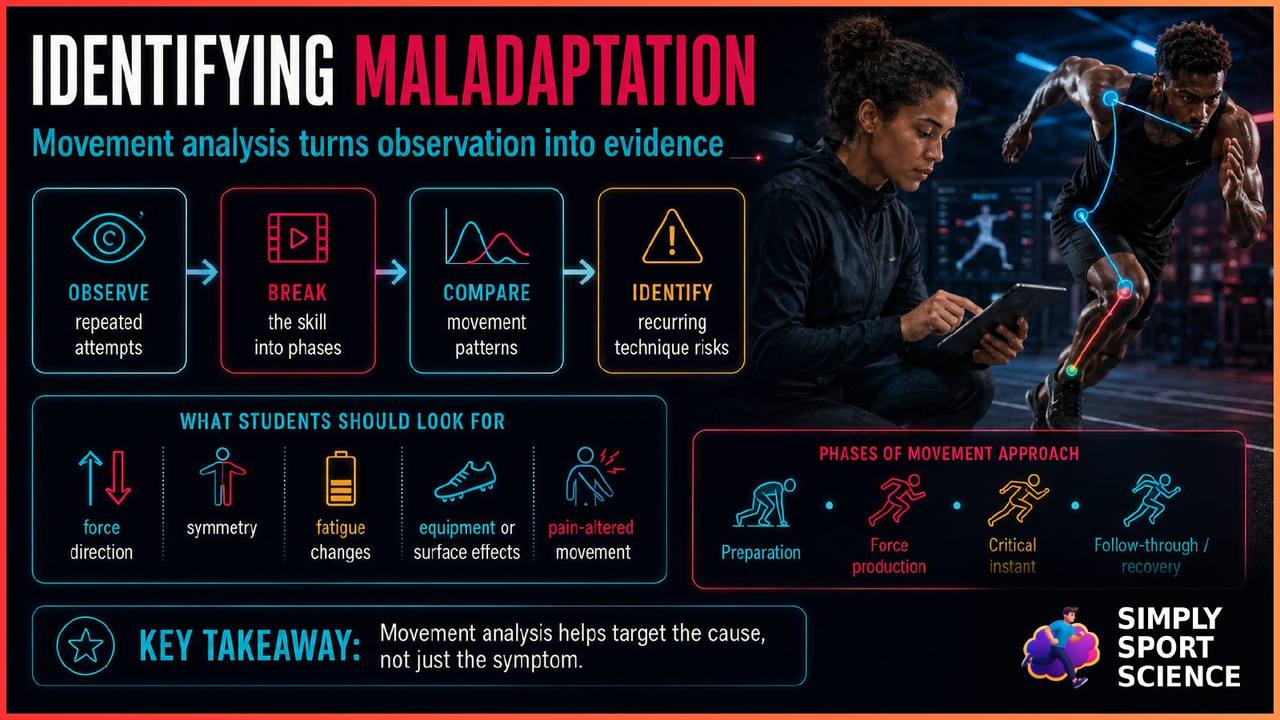 IDENTIFYING MALADAPTATION
Movement analysis turns observation into evidence
OBSERVE
repeated
attempts
BREAK
the skill
into phases
COMPARE
movement
patterns
IDENTIFY
recurring
technique risks
WHAT STUDENTS SHOULD LOOK FOR
force
direction
symmetry
fatigue
changes
equipment or
surface effects
pain-altered
movement
PHASES OF MOVEMENT APPROACH
Preparation
Force
production
Critical
instant
Follow-through /
recovery
KEY TAKEAWAY:
Movement analysis helps target the cause,
not just the symptom.
SIMPLY
SPORT
SCIENCE